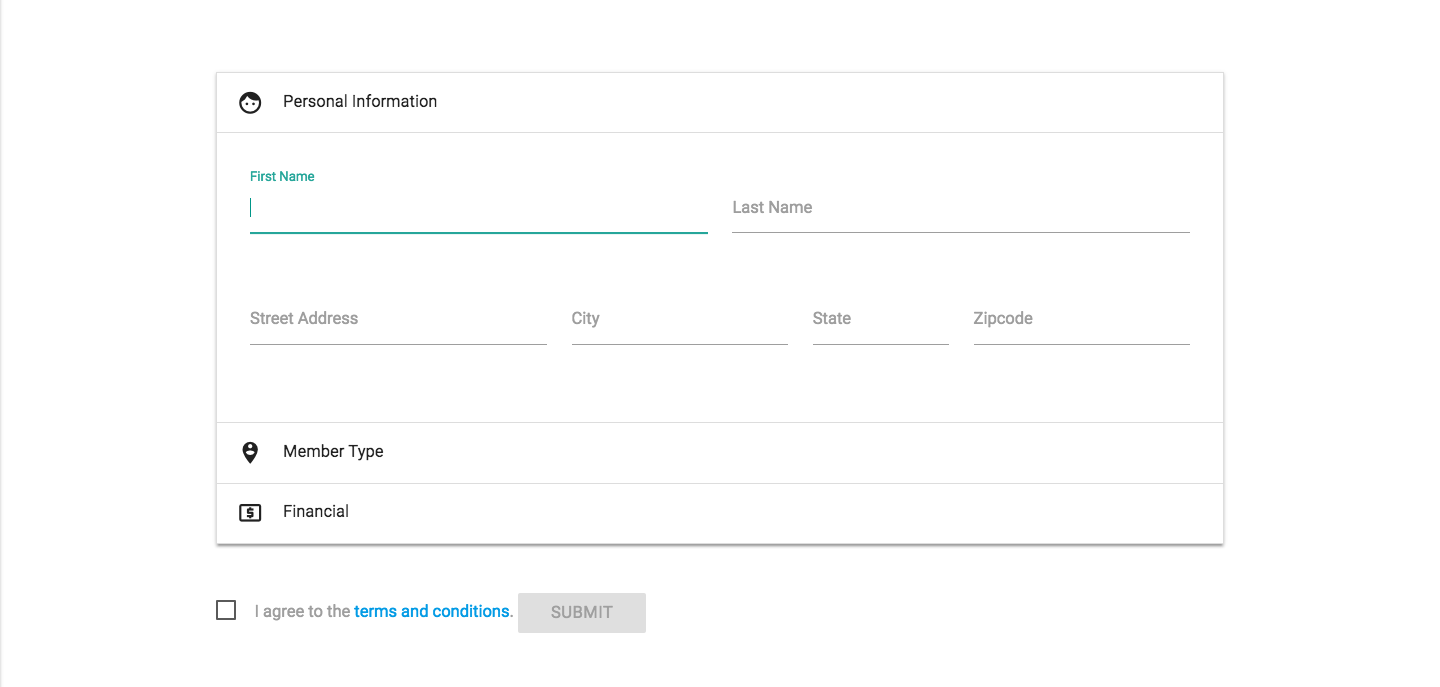 Personal Information
First Name
Last Name
Street Address City State Zipcode
Member Type
$ Financial
I agree to the terms and conditions. SUBMIT